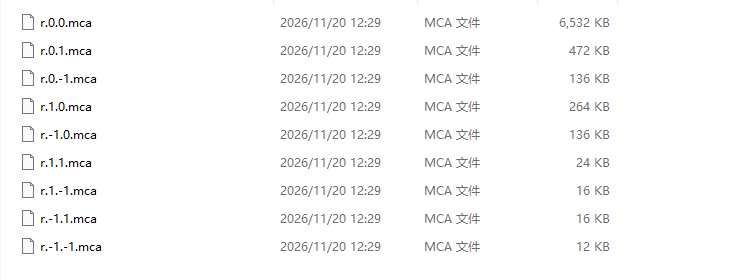 r.0.0.mca 2026/11/20 12:29 MCA 文件 6,532 KB
r.0.1.mca 2026/11/20 12:29 MCA 文件 472 KB
r.0.-1.mca 2026/11/20 12:29 MCA 文件 136 KB
r.1.0.mca 2026/11/20 12:29 MCA 文件 264 KB
r.-1.0.mca 2026/11/20 12:29 MCA 文件 136 KB
r.1.1.mca 2026/11/20 12:29 MCA 文件 24 KB
r.1.-1.mca 2026/11/20 12:29 MCA 文件 16 KB
r.-1.1.mca 2026/11/20 12:29 MCA 文件 16 KB
r.-1.-1.mca 2026/11/20 12:29 MCA 文件 12 KB